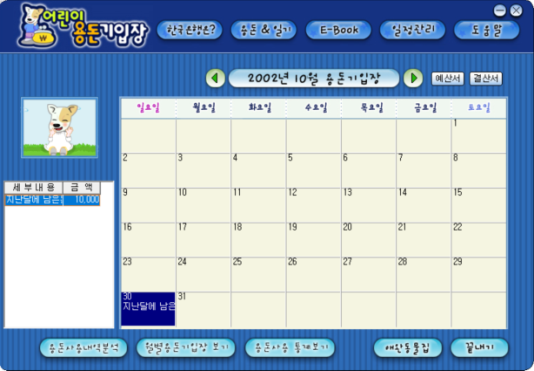 어린이
용돈기입장
한국은행은?
용돈 & 일기
E-Book
일정관리
도움말
2002년 10월 용돈기입장
예산서
결산서
일요일 월요일 화요일 수요일 목요일 금요일 토요일
1
2 3 4 5 6 7 8
9 10 11 12 13 14 15
세부내용 금 액
지난달에 남은 10,000
16 17 18 19 20 21 22
23 24 25 26 27 28 29
30 31
지난달에 남은
용돈사용내역분석
월별용돈기입장 보기
용돈사용 통계보기
애완동물집
끝내기